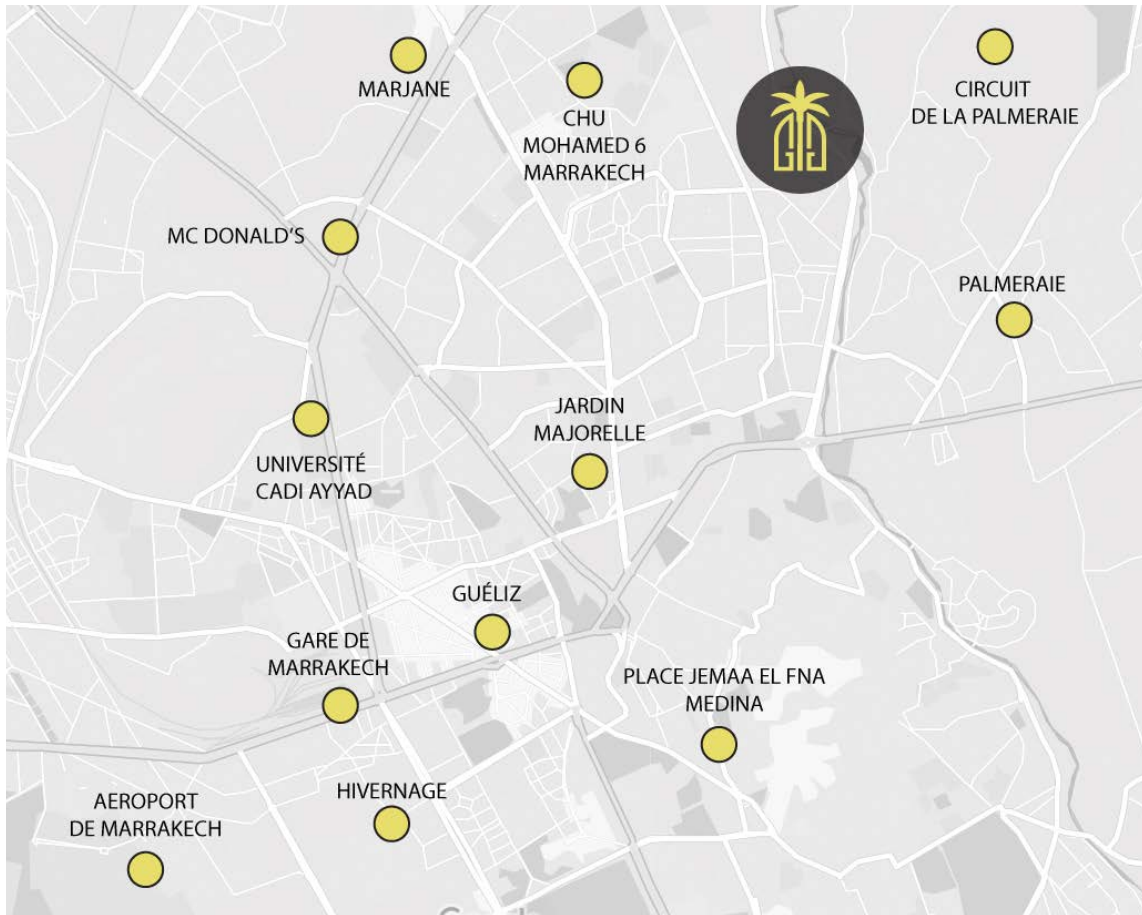 MARJANE
CHU
MOHAMED 6
MARRAKECH
CIRCUIT
DE LA PALMERAIE
MC DONALD'S
PALMERAIE
JARDIN
MAJORELLE
UNIVERSITÉ
CADI AYYAD
GUÉLIZ
GARE DE
MARRAKECH
PLACE JEMAA EL FNA
MEDINA
HIVERNAGE
AEROPORT
DE MARRAKECH